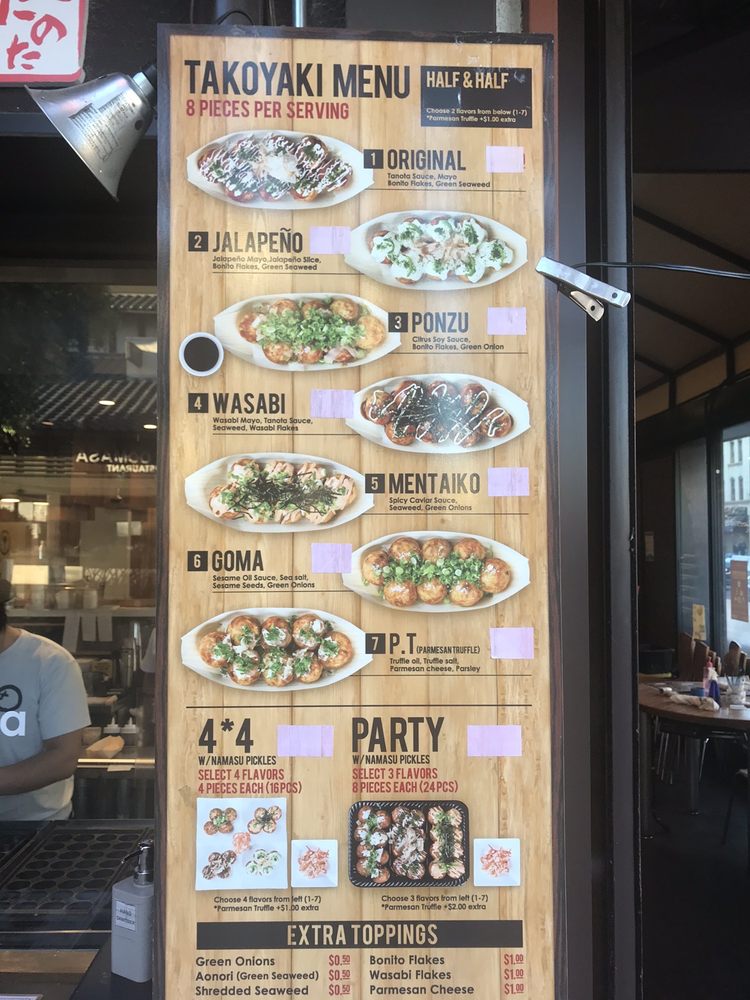 のた
TAKOYAKI MENU
8 PIECES PER SERVING
HALF & HALF
Choose 2 flavors from below (1-7)
*Parmesan Truffle +$1.00 extra
1 ORIGINAL
Tanota Sauce, Mayo
Bonito Flakes, Green Seaweed
2 JALAPEÑO
Jalapeño Mayo, Jalapeño Slice,
Bonito Flakes, Green Seaweed
3 PONZU
Citrus Soy Sauce,
Bonito Flakes, Green Onion
4 WASABI
Wasabi Mayo, Tanota Sauce,
Seaweed, Wasabi Flakes
5 MENTAIKO
Spicy Caviar Sauce,
Seaweed, Green Onions
6 GOMA
Sesame Oil Sauce, Sea salt,
Sesame Seeds, Green Onions
7 P.T (PARMESAN TRUFFLE)
Truffle oil, Truffle salt,
Parmesan cheese, Parsley
4*4
W/NAMASU PICKLES
SELECT 4 FLAVORS
4 PIECES EACH (16PCS)
Choose 4 flavors from left (1-7)
*Parmesan Truffle +$1.00 extra
PARTY
W/NAMASU PICKLES
SELECT 3 FLAVORS
8 PIECES EACH (24PCS)
Choose 3 flavors from left (1-7)
*Parmesan Truffle +$2.00 extra
EXTRA TOPPINGS
Green Onions $0.50
Aonori (Green Seaweed) $0.50
Shredded Seaweed $0.50
Bonito Flakes $1.00
Wasabi Flakes $1.00
Parmesan Cheese $1.00
a